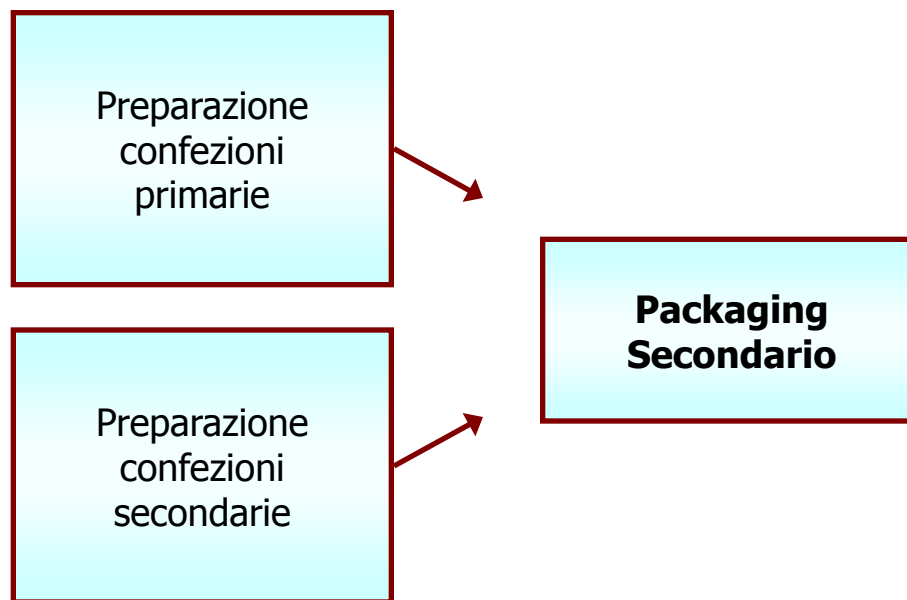 Preparazione
confezioni
primarie
Packaging
Secondario
Preparazione
confezioni
secondarie